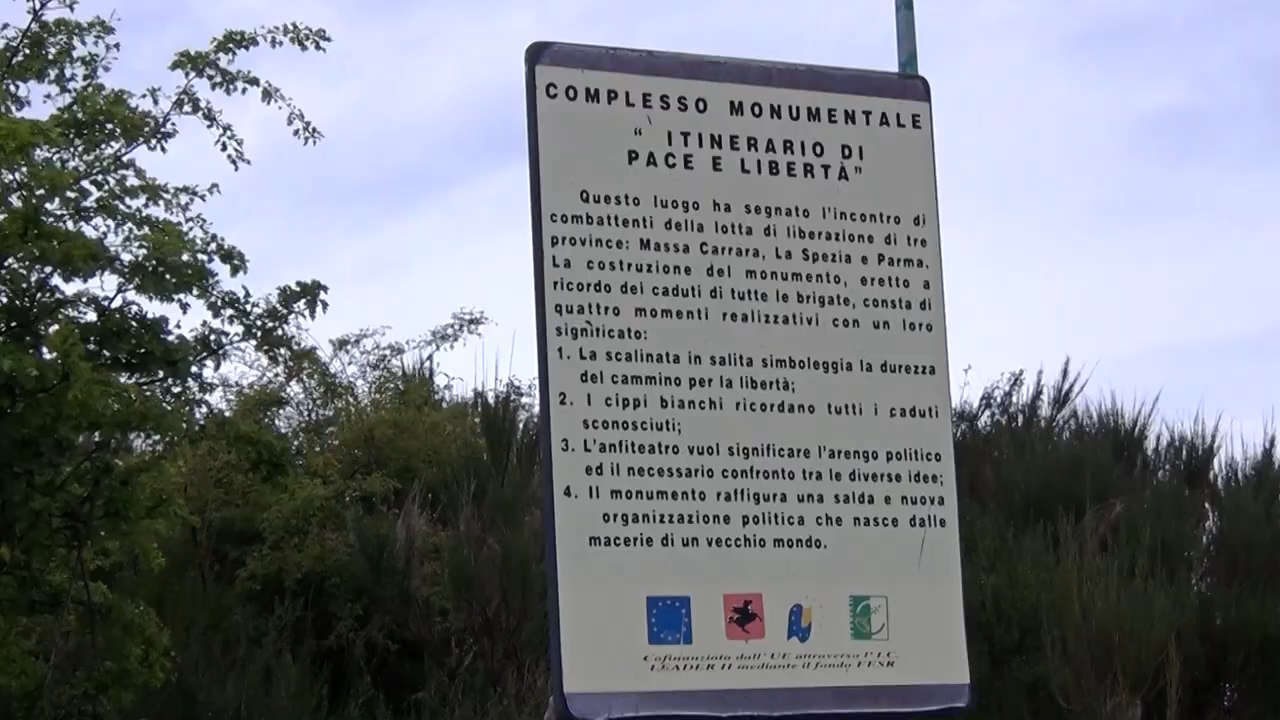 COMPLESSO MONUMENTALE
“ ITINERARIO DI
PACE E LIBERTÀ”
Questo luogo ha segnato l'incontro di
combattenti della lotta di liberazione di tre
province: Massa Carrara, La Spezia e Parma.
La costruzione del monumento, eretto a
ricordo dei caduti di tutte le brigate, consta di
quattro momenti realizzativi con un loro
significato:
1. La scalinata in salita simboleggia la durezza
del cammino per la libertà;
2. I cippi bianchi ricordano tutti i caduti
sconosciuti;
3. L'anfiteatro vuol significare l'arengo politico
ed il necessario confronto tra le diverse idee;
4. Il monumento raffigura una salda e nuova
organizzazione politica che nasce dalle
macerie di un vecchio mondo.
Cofinanziato dall' UE attraverso l' I.C.
LEADER II mediante il fondo FESR